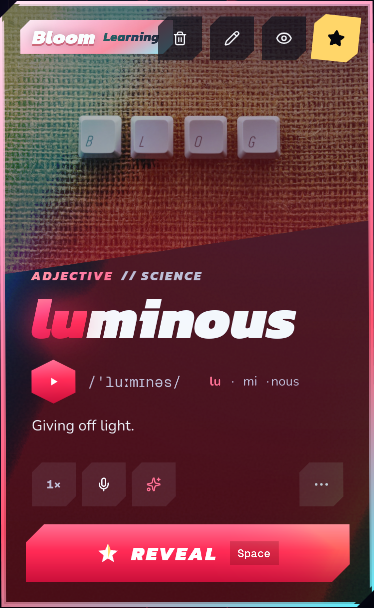 Bloom Learning
B L O G
ADJECTIVE // SCIENCE
luminous
/ˈluːmɪnəs/ lu · mi · nous
Giving off light.
1×
REVEAL Space